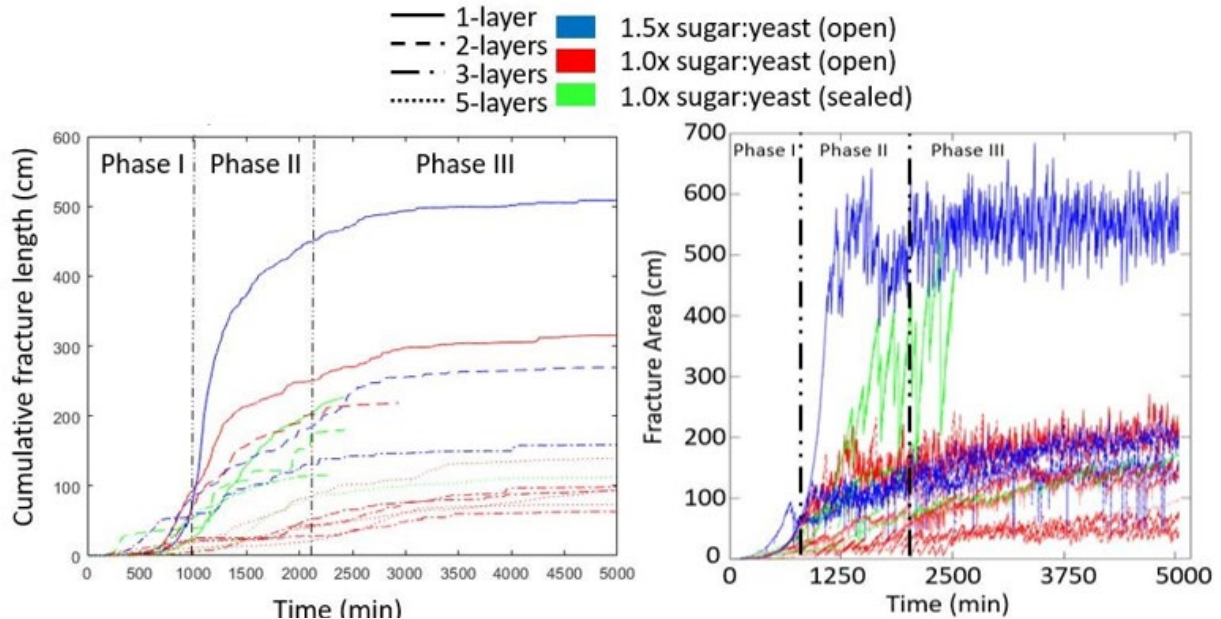 1-layer
2-layers
3-layers
5-layers
1.5x sugar:yeast (open)
1.0x sugar:yeast (open)
1.0x sugar:yeast (sealed)
Cumulative fracture length (cm)
600
500
400
300
200
100
0
Phase I
Phase II
Phase III
0
500
1000
1500
2000
2500
3000
3500
4000
4500
5000
Time (min)
Fracture Area (cm)
700
600
500
400
300
200
100
0
Phase I
Phase II
Phase III
0
1250
2500
3750
5000
Time (min)